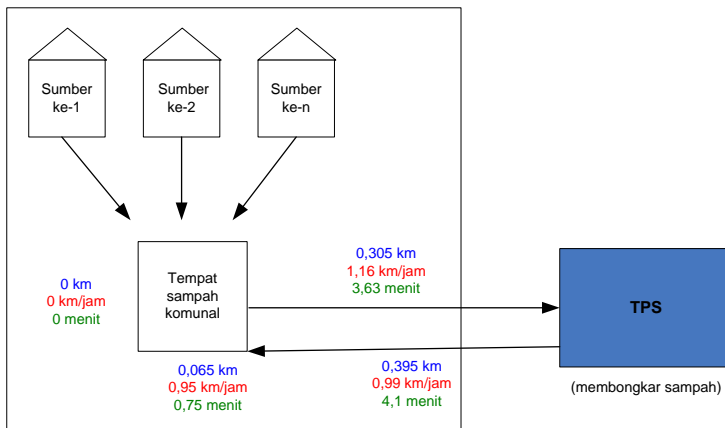 Sumber
ke-1
Sumber
ke-2
Sumber
ke-n
0 km
0 km/jam
0 menit
Tempat
sampah
komunal
0,305 km
1,16 km/jam
3,63 menit
TPS
(membongkar sampah)
0,065 km
0,95 km/jam
0,75 menit
0,395 km
0,99 km/jam
4,1 menit